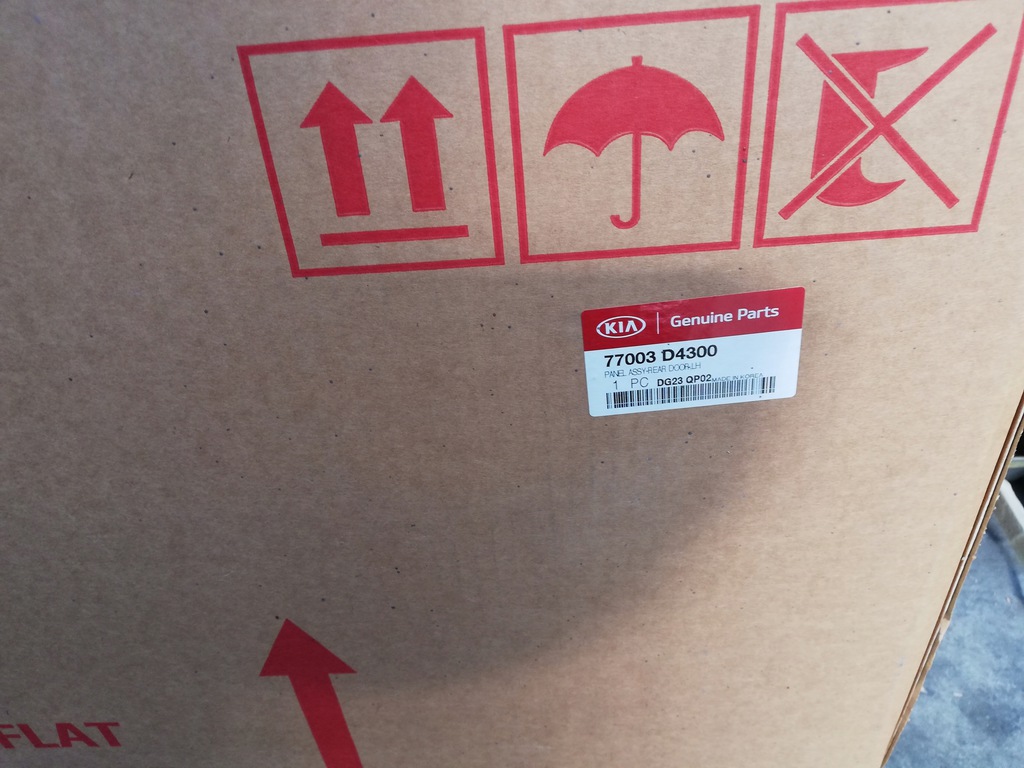 KIA | Genuine Parts
77003 D4300
PANEL ASSY-REAR DOOR-LH
1 PC DG23 QP02 MADE IN KOREA
FLAT